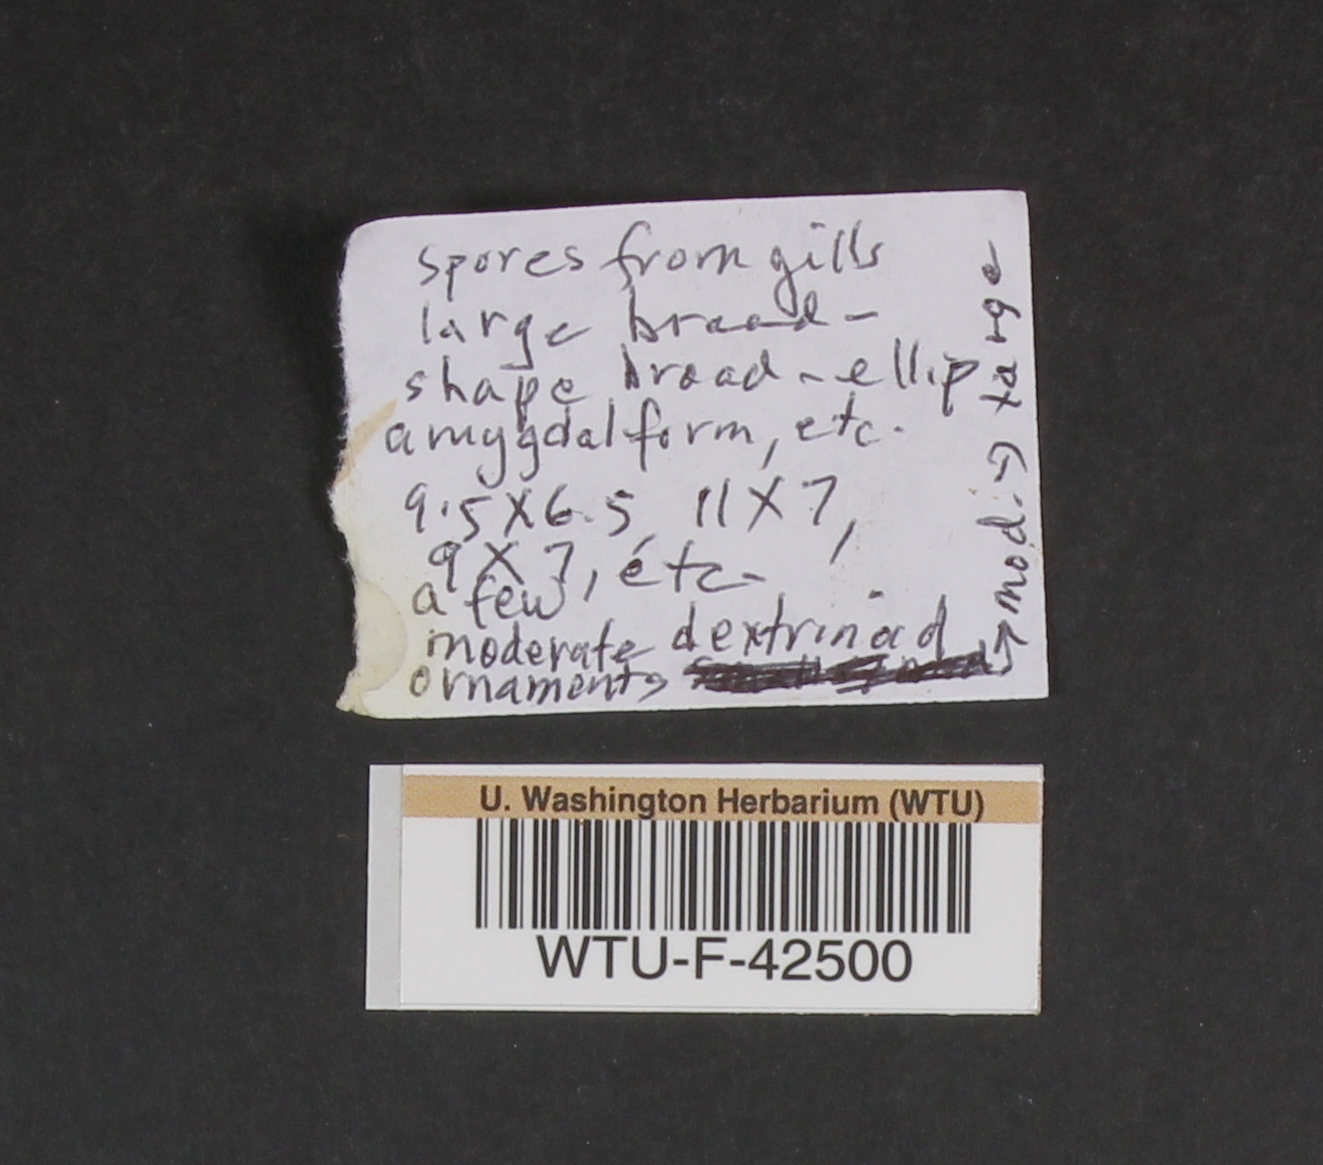 spores from gills
large broad-
shape broad-ellip
amygdalform, etc.
9.5X6.5, 11X7,
9X7, etc.
a few
moderate dextrinoid
ornaments
→ mod. → xarge
U. Washington Herbarium (WTU)
WTU-F-42500